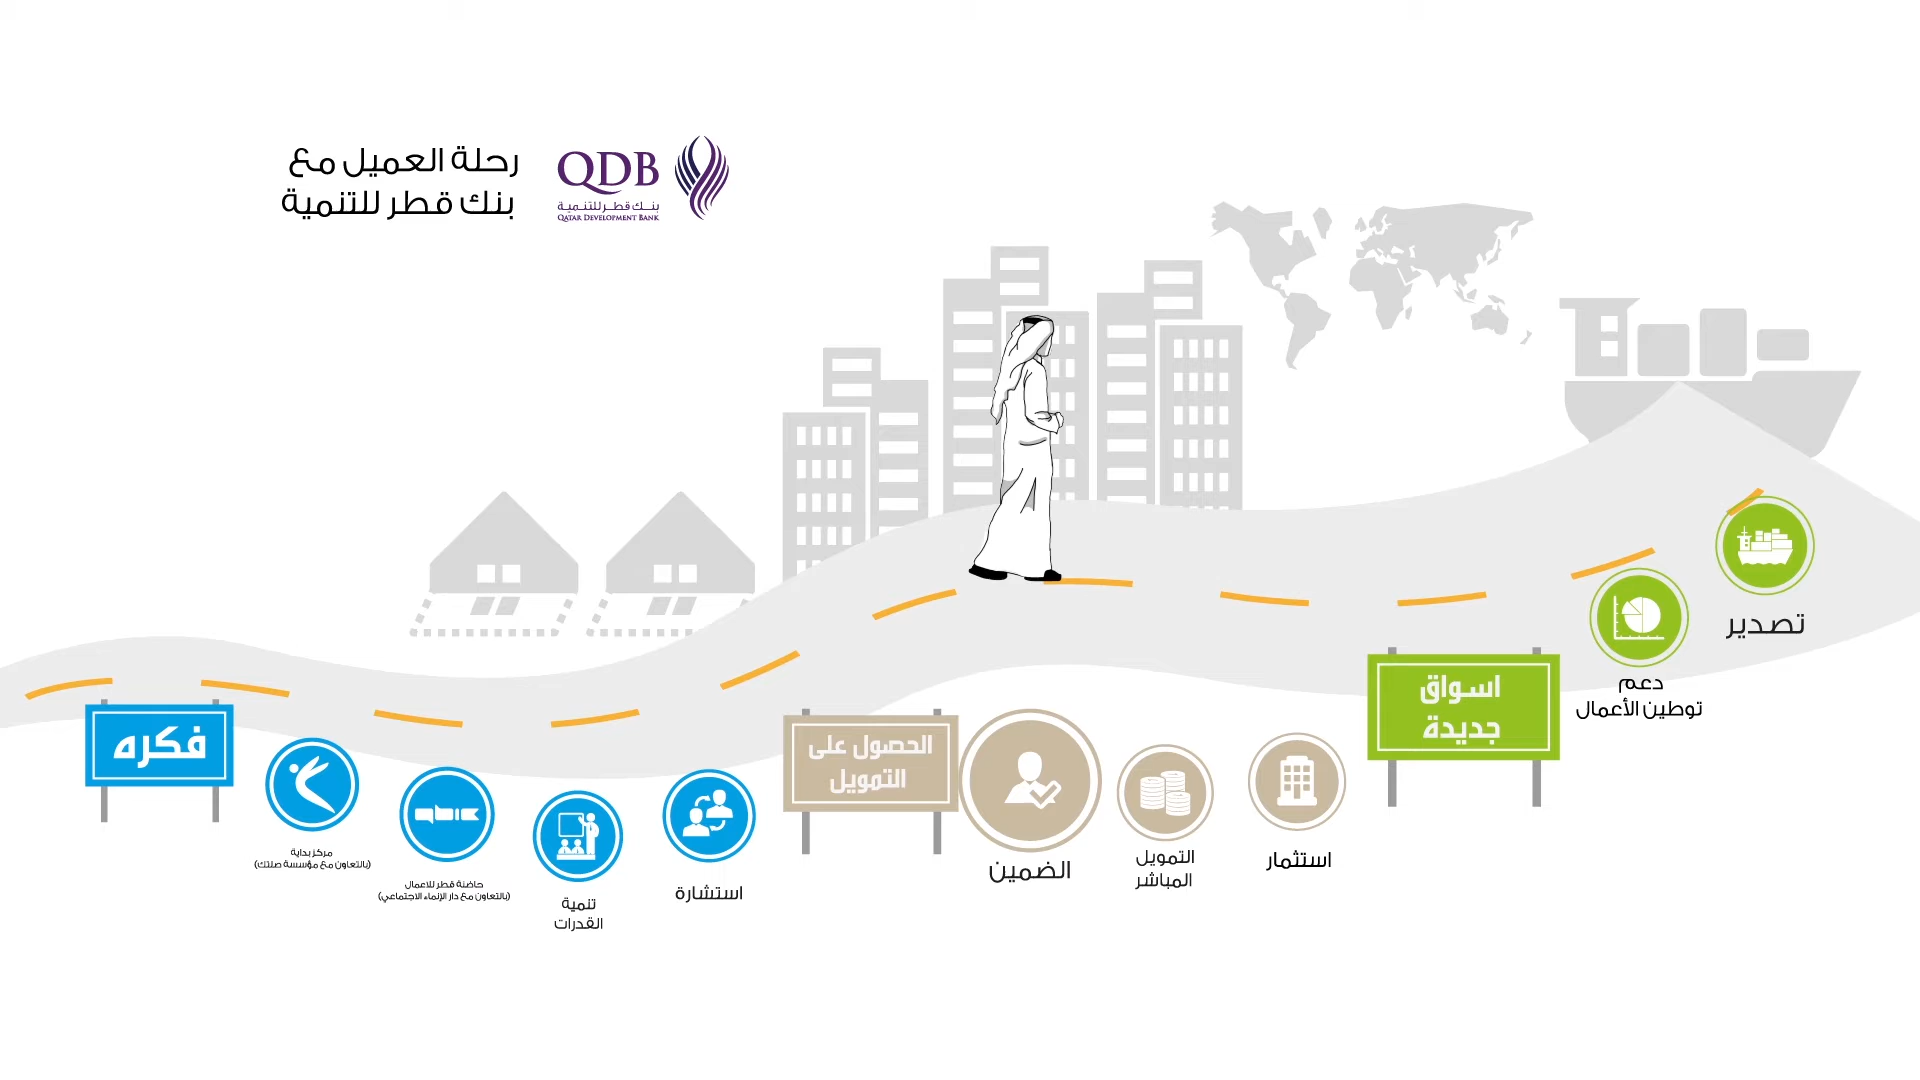 رحلة العميل مع
بنك قطر للتنمية
QDB
بنك قطر للتنمية
QATAR DEVELOPMENT BANK
فكره
مركز بداية
(بالتعاون مع مؤسسة صلتك)
حاضنة قطر للاعمال
(بالتعاون مع دار الإنماء الاجتماعي)
تنمية
القدرات
استشارة
الحصول على
التمويل
الضمين
التمويل
المباشر
استثمار
اسواق
جديدة
دعم
توطين الأعمال
تصدير